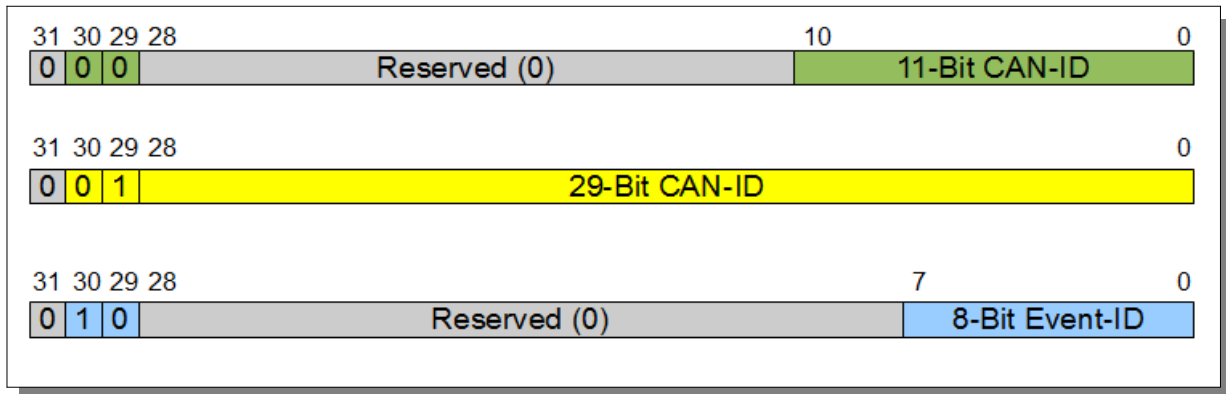 31 30 29 28 10 0
0 0 0 Reserved (0) 11-Bit CAN-ID
31 30 29 28 0
0 0 1 29-Bit CAN-ID
31 30 29 28 7 0
0 1 0 Reserved (0) 8-Bit Event-ID